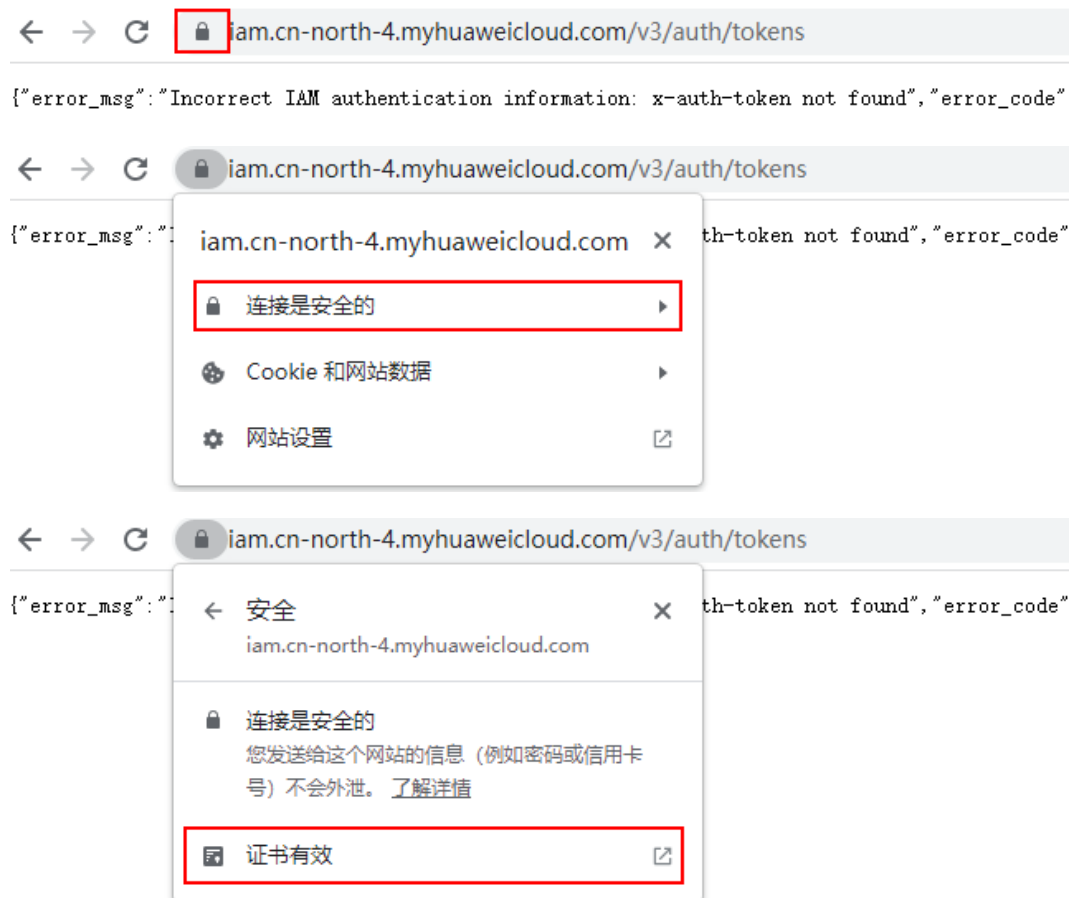 iam.cn-north-4.myhuaweicloud.com/v3/auth/tokens
{"error_msg":"Incorrect IAM authentication information: x-auth-token not found","error_code"
iam.cn-north-4.myhuaweicloud.com/v3/auth/tokens
{"error_msg":" th-token not found","error_code"
iam.cn-north-4.myhuaweicloud.com
连接是安全的
Cookie 和网站数据
网站设置
iam.cn-north-4.myhuaweicloud.com/v3/auth/tokens
{"error_msg":" th-token not found","error_code"
安全
iam.cn-north-4.myhuaweicloud.com
连接是安全的
您发送给这个网站的信息（例如密码或信用卡
号）不会外泄。 了解详情
证书有效